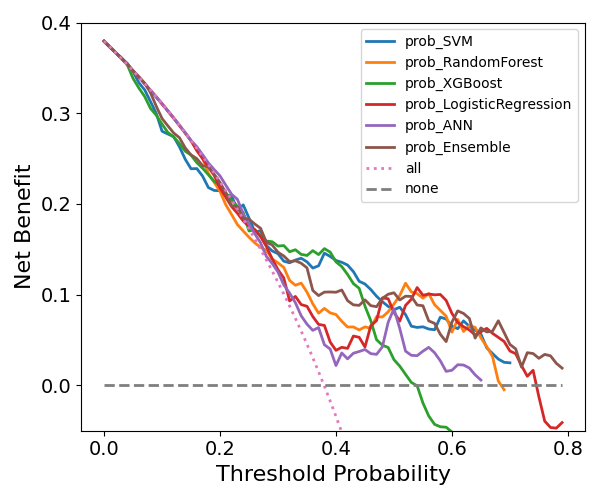 0.4
0.3
0.2
0.1
0.0
Net Benefit
prob_SVM
prob_RandomForest
prob_XGBoost
prob_LogisticRegression
prob_ANN
prob_Ensemble
all
none
0.0 0.2 0.4 0.6 0.8
Threshold Probability